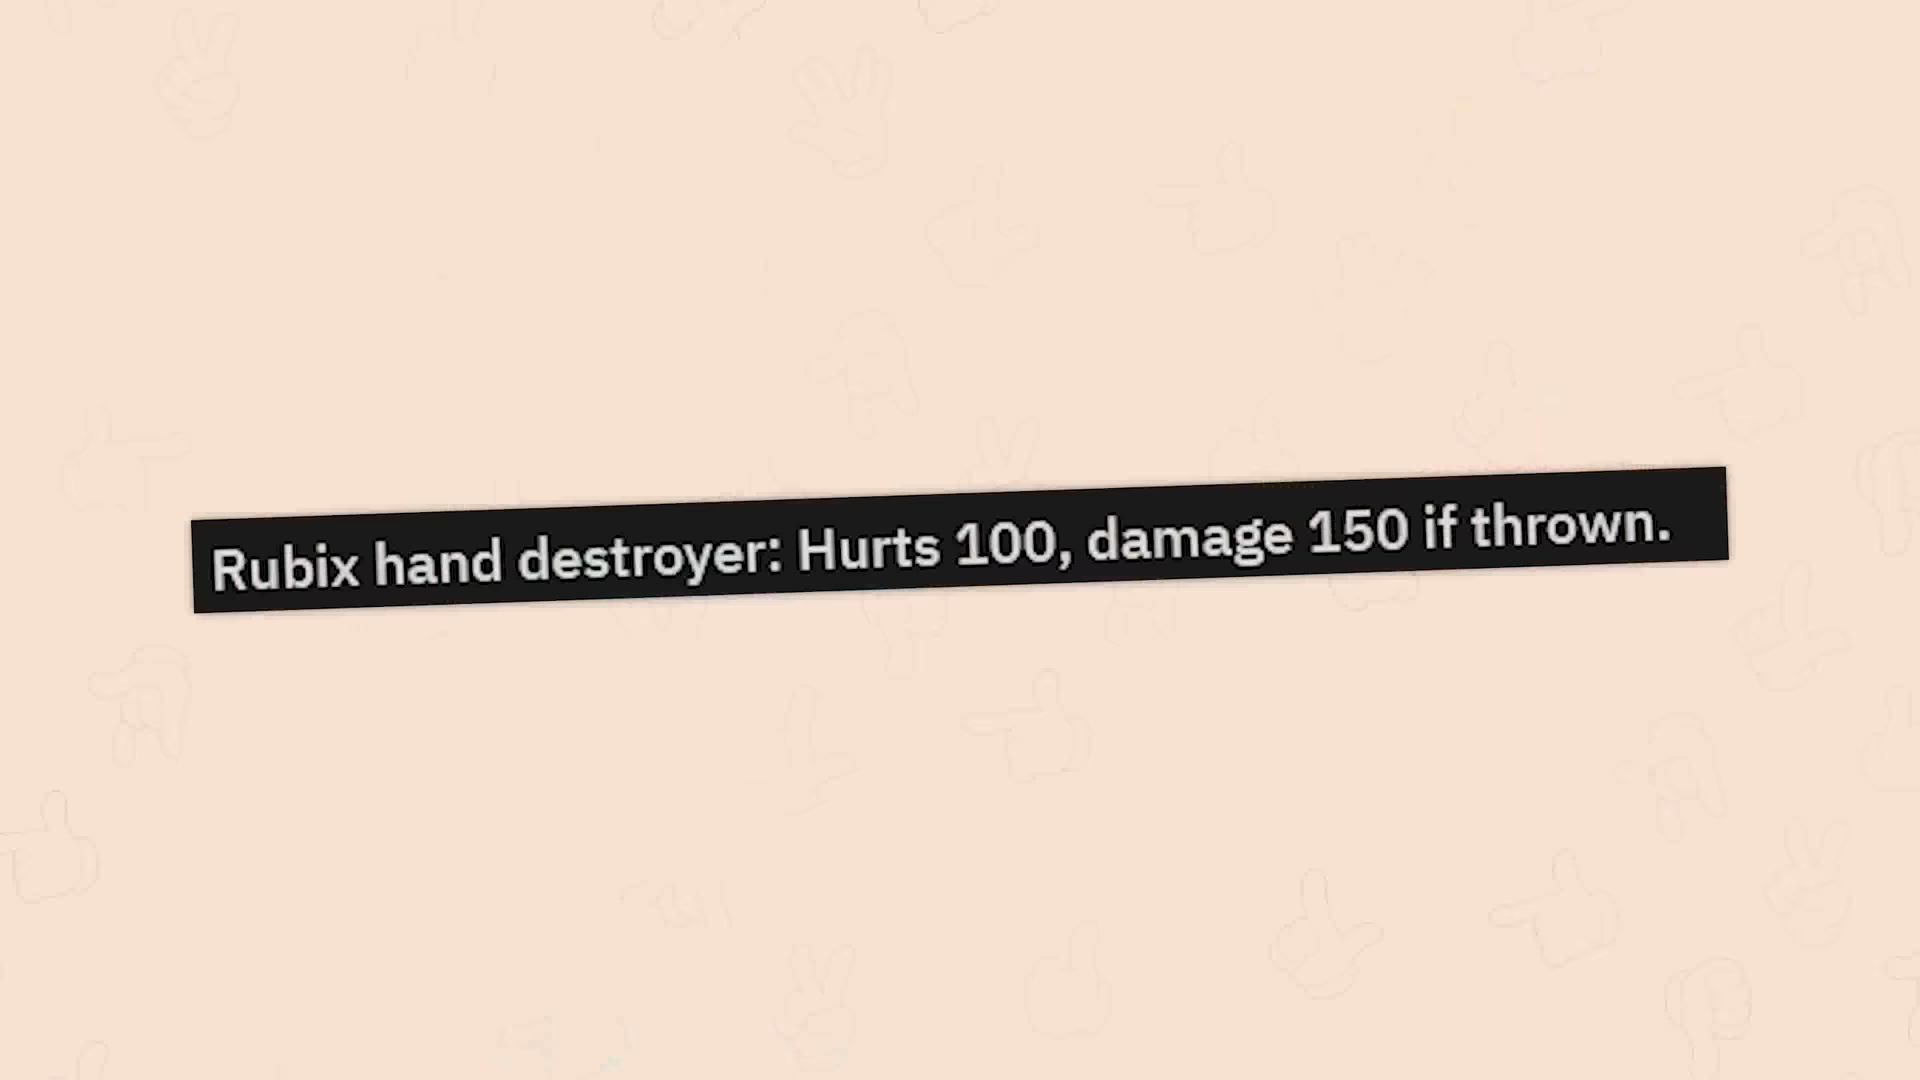 Rubix hand destroyer: Hurts 100, damage 150 if thrown.